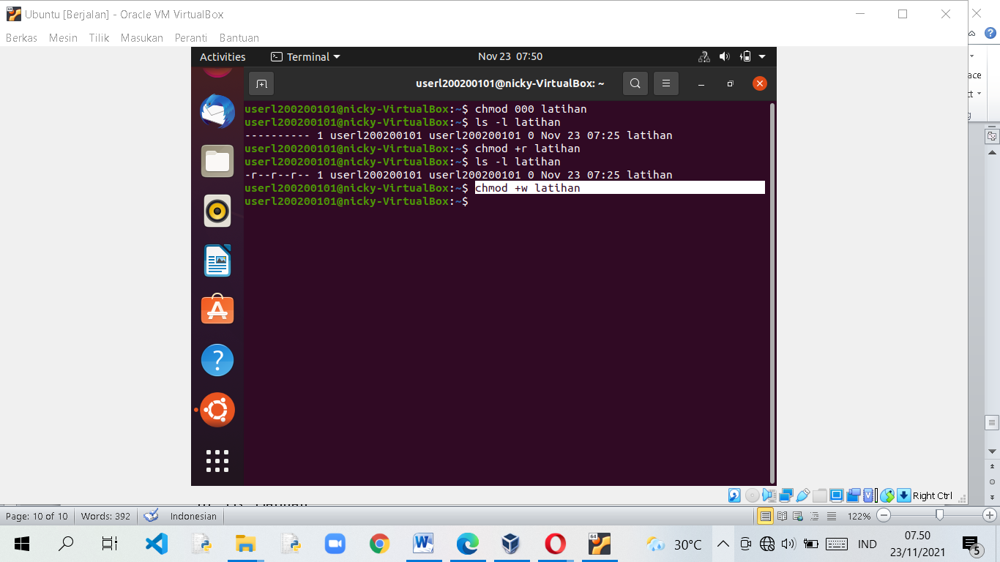 Ubuntu [Berjalan] - Oracle VM VirtualBox
Berkas Mesin Tilik Masukan Peranti Bantuan
Activities Terminal Nov 23 07:50
userl200200101@nicky-VirtualBox: ~
userl200200101@nicky-VirtualBox:~$ chmod 000 latihan
userl200200101@nicky-VirtualBox:~$ ls -l latihan
---------- 1 userl200200101 userl200200101 0 Nov 23 07:25 latihan
userl200200101@nicky-VirtualBox:~$ chmod +r latihan
userl200200101@nicky-VirtualBox:~$ ls -l latihan
-r--r--r-- 1 userl200200101 userl200200101 0 Nov 23 07:25 latihan
userl200200101@nicky-VirtualBox:~$ chmod +w latihan
userl200200101@nicky-VirtualBox:~$
Right Ctrl
Page: 10 of 10 Words: 392 Indonesian 122%
30°C IND 07.50
23/11/2021 5